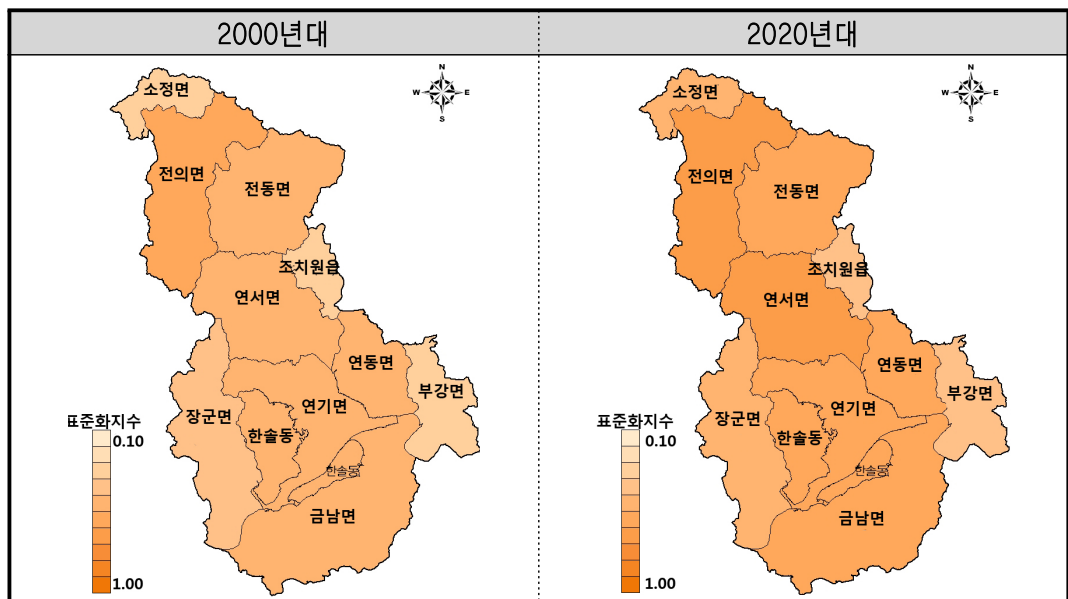 2000년대
2020년대
N
W E
S
소정면
전의면
전동면
조치원읍
연서면
연동면
부강면
장군면
연기면
한솔동
한솔동
금남면
표준화지수
0.10
1.00
N
W E
S
소정면
전의면
전동면
조치원읍
연서면
연동면
부강면
장군면
연기면
한솔동
한솔동
금남면
표준화지수
0.10
1.00